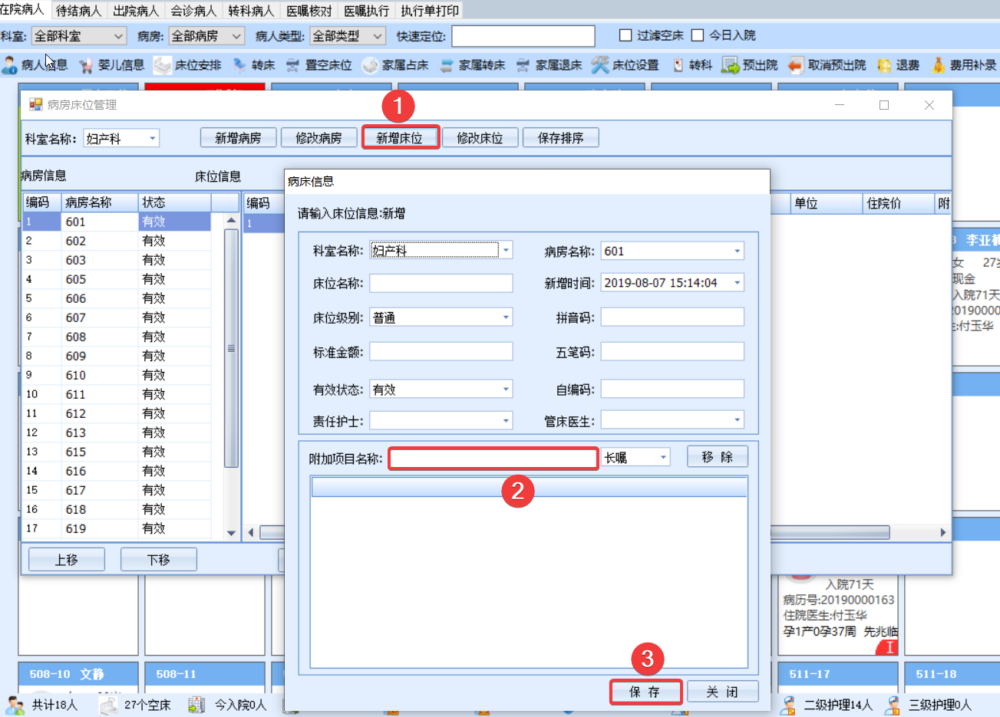 在院病人 待结病人 出院病人 会诊病人 转科病人 医嘱核对 医嘱执行 执行单打印
科室: 全部科室 病房: 全部病房 病人类型: 全部类型 快速定位: 过滤空床 今日入院
病人信息 婴儿信息 床位安排 转床 置空床位 家属占床 家属转床 家属退床 床位设置 转科 预出院 取消预出院 退费 费用补录
病房床位管理
1
科室名称: 妇产科 新增病房 修改病房 新增床位 修改床位 保存排序
病房信息 床位信息
编码 病房名称 状态 编码 单位 住院价 附
1 601 有效 1
2 602 有效
3 603 有效
4 605 有效
5 606 有效
6 607 有效
7 608 有效
8 609 有效
9 610 有效
10 611 有效
11 612 有效
12 613 有效
13 615 有效
14 616 有效
15 617 有效
16 618 有效
17 619 有效
上移 下移
病床信息
请输入床位信息:新增
科室名称: 妇产科 病房名称: 601
床位名称: 新增时间: 2019-08-07 15:14:04
床位级别: 普通 拼音码:
标准金额: 五笔码:
有效状态: 有效 自编码:
责任护士: 管床医生:
附加项目名称: 长嘱 移 除
2
3
保 存 关 闭
李亚
女 27
现金
入院71天
:付玉华
入院71天
病历号:20190000163
住院医生:付玉华
孕1产0孕37周 先兆临
I
508-10 文静 508-11 511-17 511-18
共计18人 27个空床 今入院0人 二级护理14人 三级护理0人